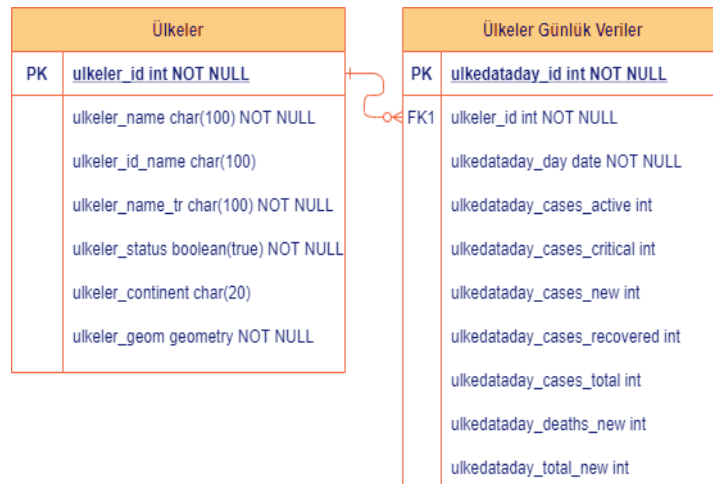 Ülkeler
PK ulkeler_id int NOT NULL
ulkeler_name char(100) NOT NULL
ulkeler_id_name char(100)
ulkeler_name_tr char(100) NOT NULL
ulkeler_status boolean(true) NOT NULL
ulkeler_continent char(20)
ulkeler_geom geometry NOT NULL
Ülkeler Günlük Veriler
PK ulkedataday_id int NOT NULL
FK1 ulkeler_id int NOT NULL
ulkedataday_day date NOT NULL
ulkedataday_cases_active int
ulkedataday_cases_critical int
ulkedataday_cases_new int
ulkedataday_cases_recovered int
ulkedataday_cases_total int
ulkedataday_deaths_new int
ulkedataday_total_new int